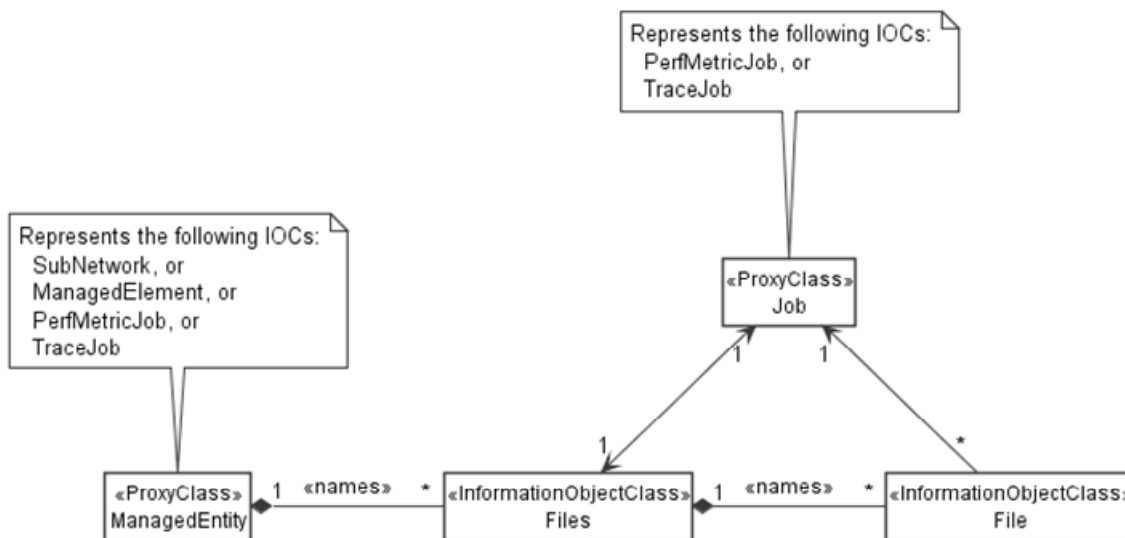 Represents the following IOCs:
PerfMetricJob, or
TraceJob
Represents the following IOCs:
SubNetwork, or
ManagedElement, or
PerfMetricJob, or
TraceJob
«ProxyClass»
Job
1
1
1
*
«ProxyClass»
ManagedEntity
1
«names»
*
«InformationObjectClass»
Files
1
«names»
*
«InformationObjectClass»
File